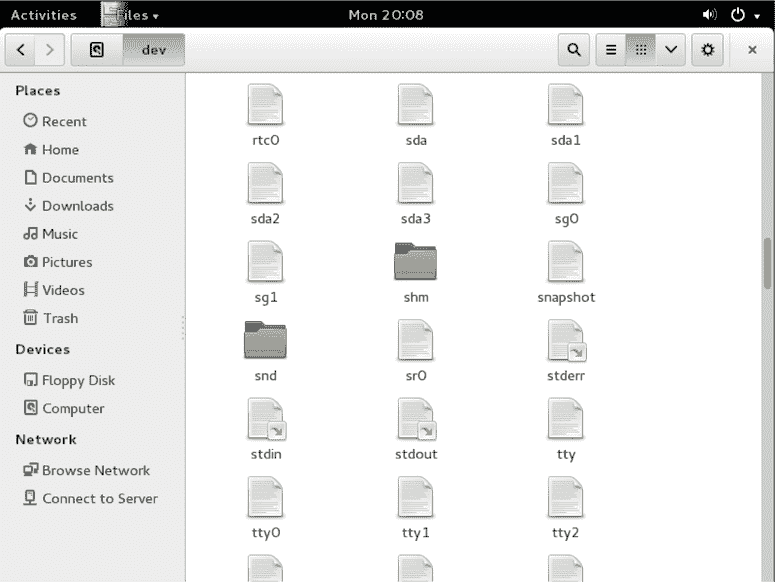 Activities Files Mon 20:08
dev
Places
Recent
Home
Documents
Downloads
Music
Pictures
Videos
Trash
Devices
Floppy Disk
Computer
Network
Browse Network
Connect to Server
rtc0 sda sda1
sda2 sda3 sg0
sg1 shm snapshot
snd sr0 stderr
stdin stdout tty
tty0 tty1 tty2